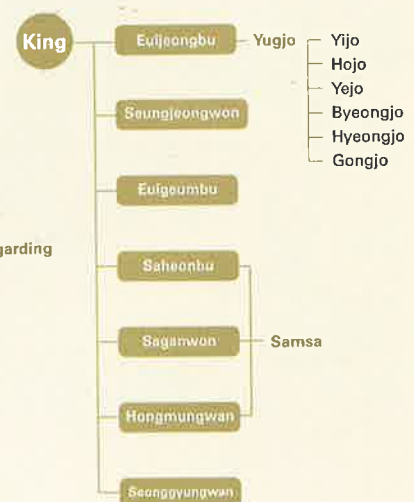 King
Euijeongbu
Yugjo
Yijo
Hojo
Yejo
Byeongjo
Hyeongjo
Gongjo
Seungjeongwon
Euigeumbu
garding
Saheonbu
Saganwon
Samsa
Hongmungwan
Seonggyungwan